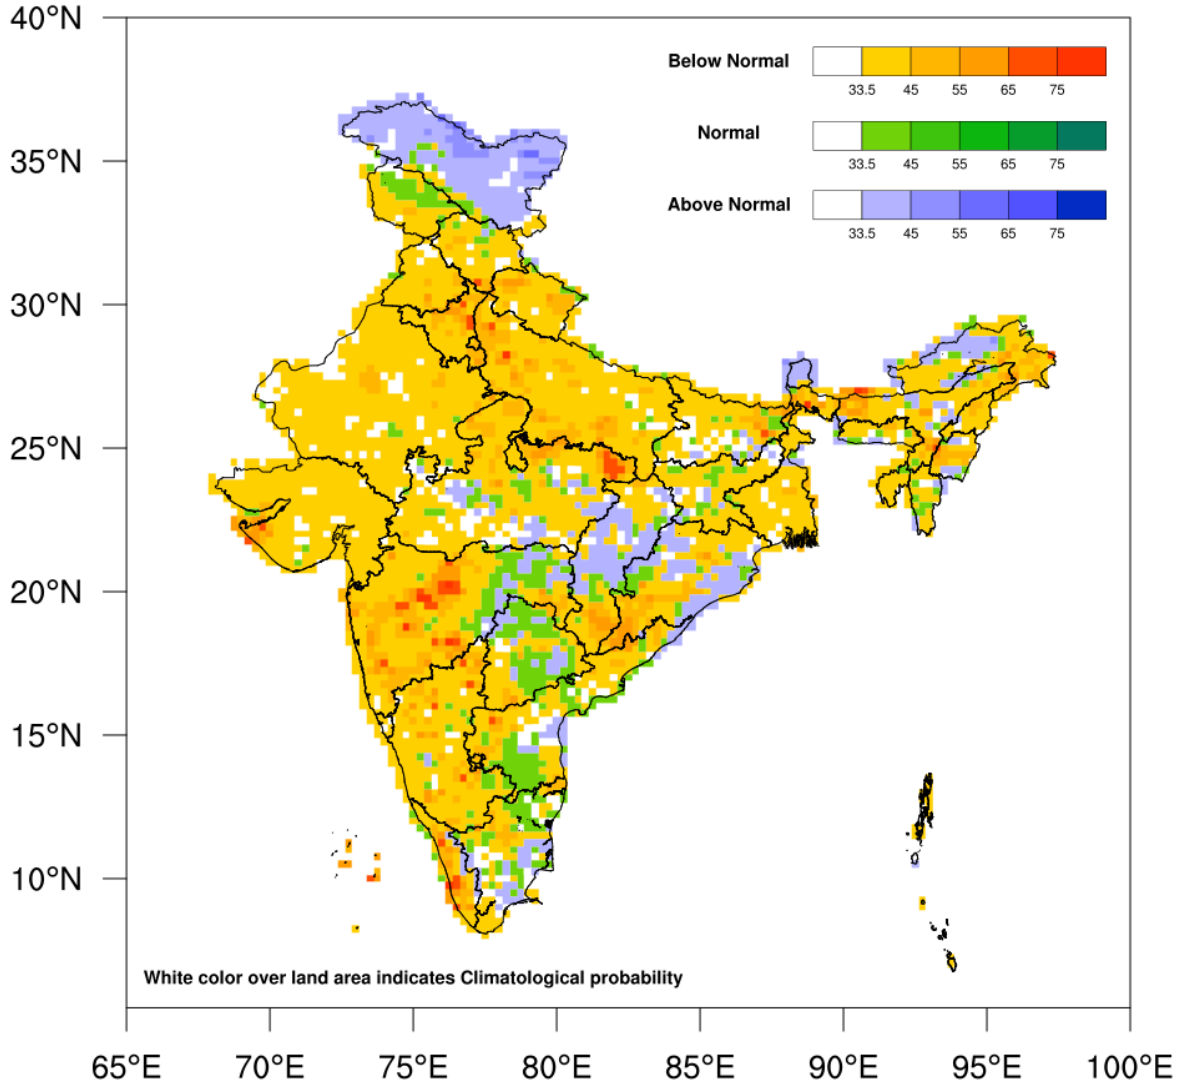 40°N
Below Normal
33.5 45 55 65 75
Normal
33.5 45 55 65 75
35°N
Above Normal
33.5 45 55 65 75
30°N
25°N
20°N
15°N
10°N
White color over land area indicates Climatological probability
65°E 70°E 75°E 80°E 85°E 90°E 95°E 100°E